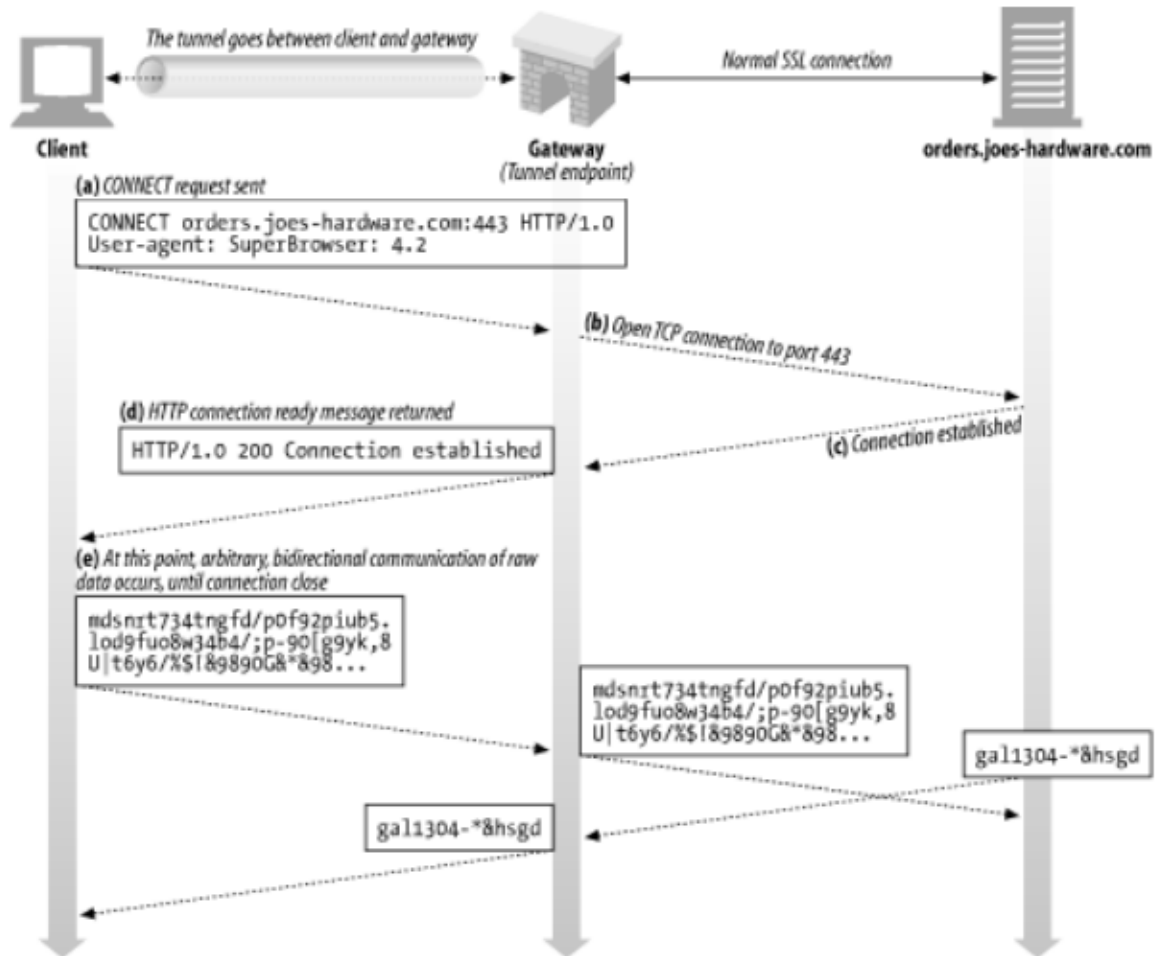 The tunnel goes between client and gateway
Normal SSL connection
Client
Gateway
(Tunnel endpoint)
orders.joes-hardware.com
(a) CONNECT request sent
CONNECT orders.joes-hardware.com:443 HTTP/1.0
User-agent: SuperBrowser: 4.2
(b) Open TCP connection to port 443
(c) Connection established
(d) HTTP connection ready message returned
HTTP/1.0 200 Connection established
(e) At this point, arbitrary, bidirectional communication of raw
data occurs, until connection close
mdsnrt734tngfd/p0f92piub5.
lod9fuo8w34b4/;p-90[g9yk,8
U|t6y6/%$!&9890G&*&98...
mdsnrt734tngfd/p0f92piub5.
lod9fuo8w34b4/;p-90[g9yk,8
U|t6y6/%$!&9890G&*&98...
gal1304-*&hsgd
gal1304-*&hsgd